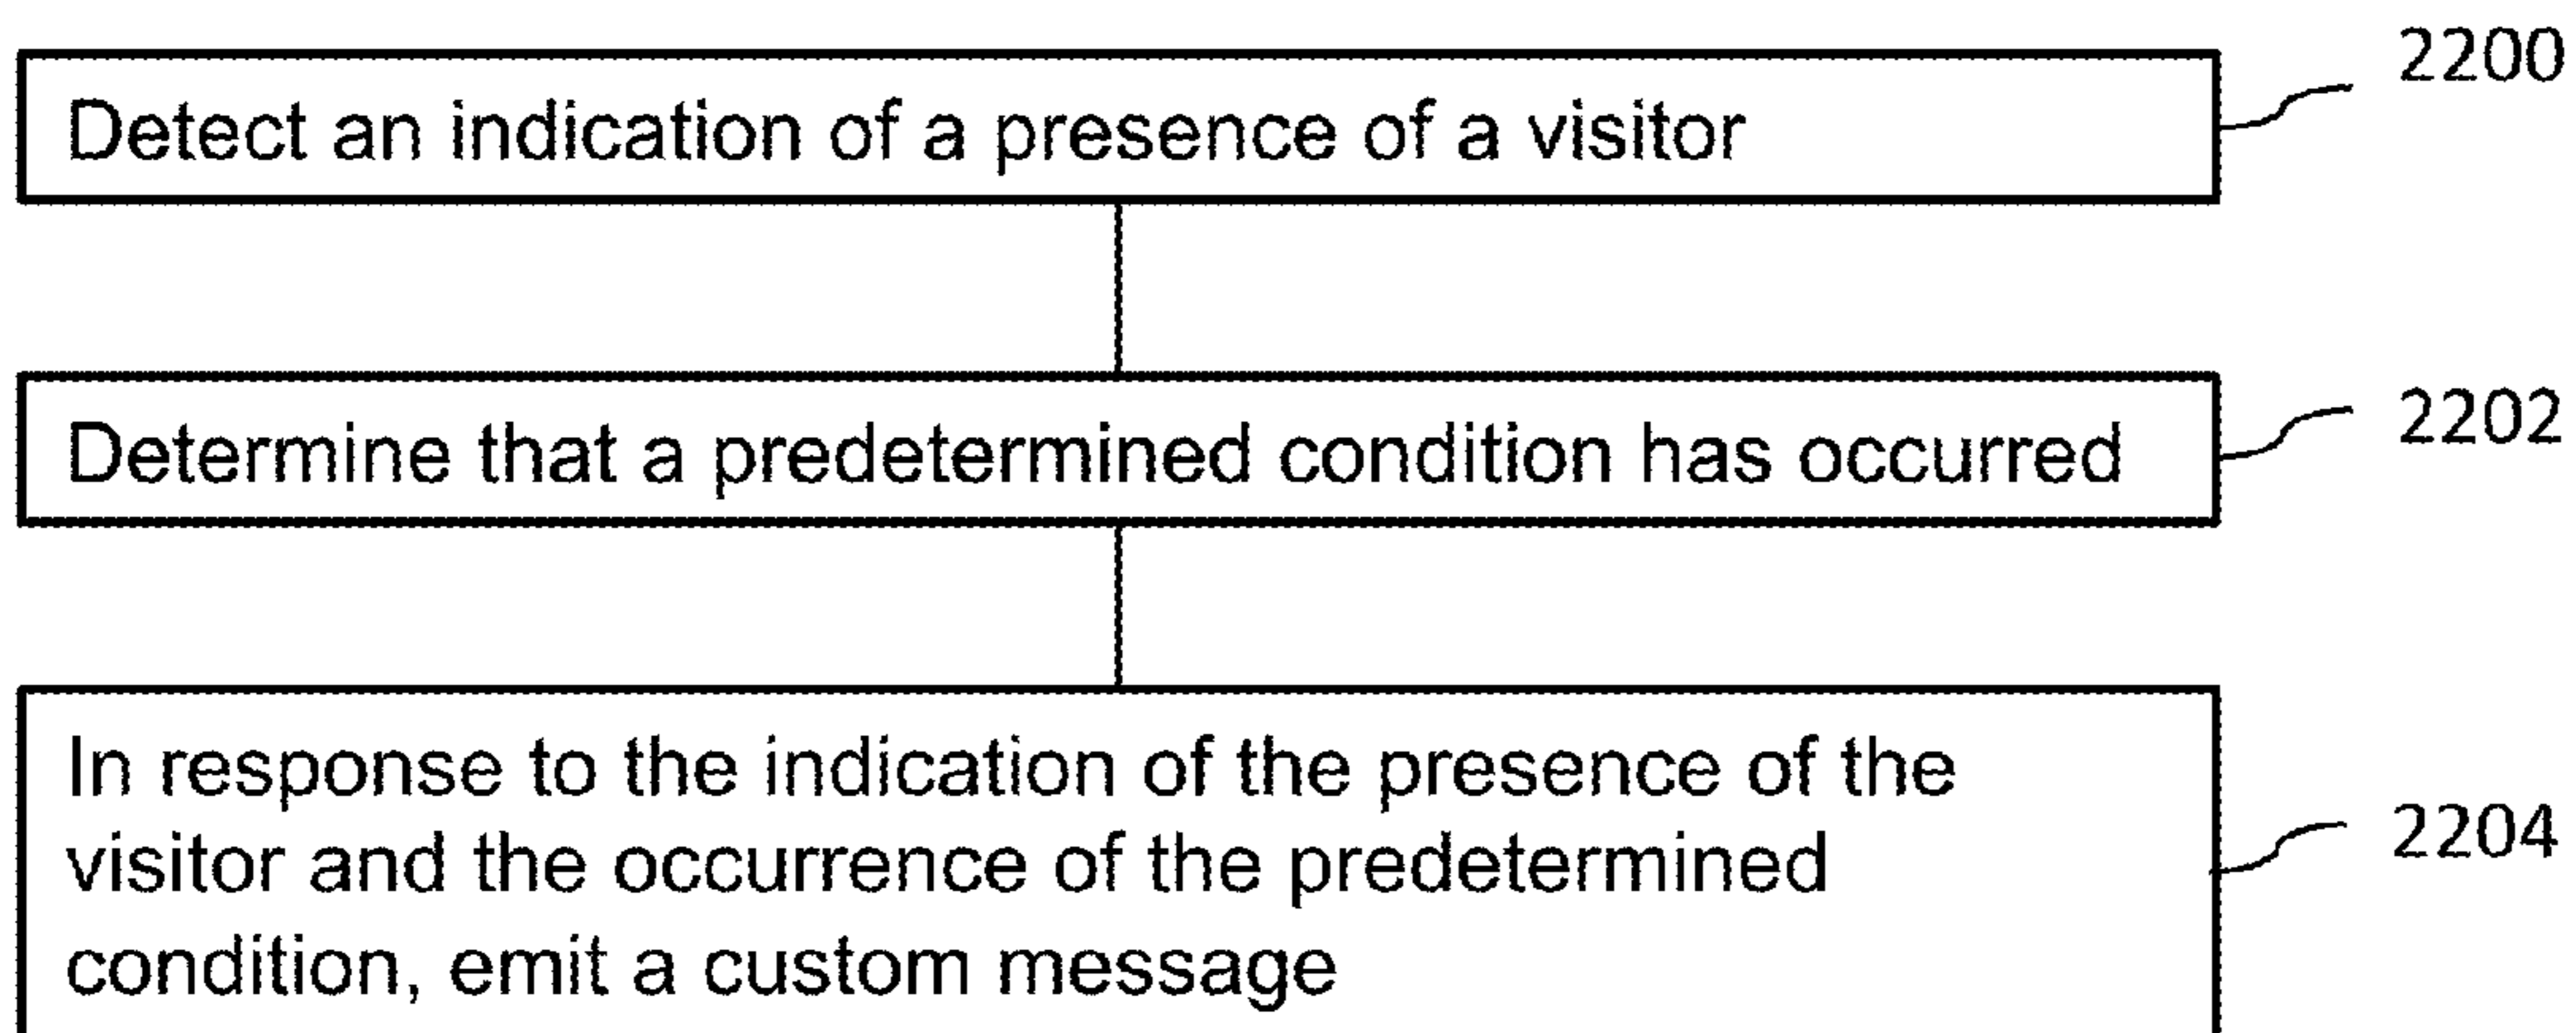 2200
Detect an indication of a presence of a visitor
2202
Determine that a predetermined condition has occurred
In response to the indication of the presence of the
visitor and the occurrence of the predetermined
2204
condition, emit a custom message